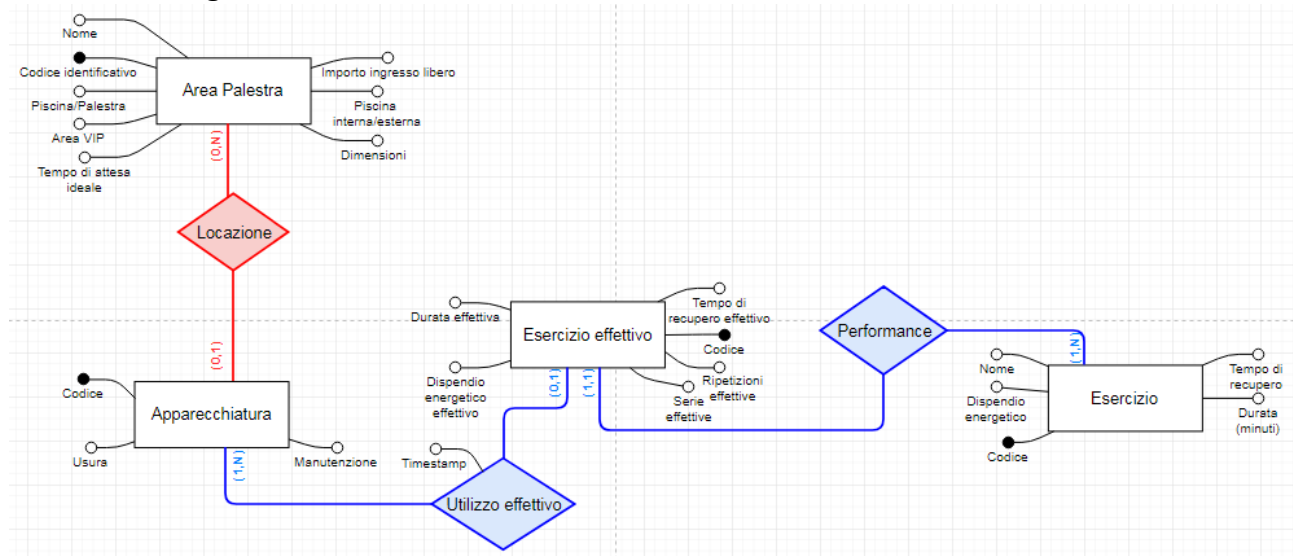 Nome
Codice identificativo
Piscina/Palestra
Area VIP
Tempo di attesa
ideale
Area Palestra
Importo ingresso libero
Piscina
interna/esterna
Dimensioni
(0,N)
Locazione
(0,1)
Codice
Usura
Apparecchiatura
Manutenzione
(1,N)
Timestamp
Utilizzo effettivo
Durata effettiva
Dispendio
energetico
effettivo
Esercizio effettivo
Tempo di
recupero effettivo
Codice
Ripetizioni
effettive
Serie
effettive
(0,1)
(1,1)
Performance
(1,N)
Nome
Dispendio
energetico
Codice
Esercizio
Tempo di
recupero
Durata
(minuti)